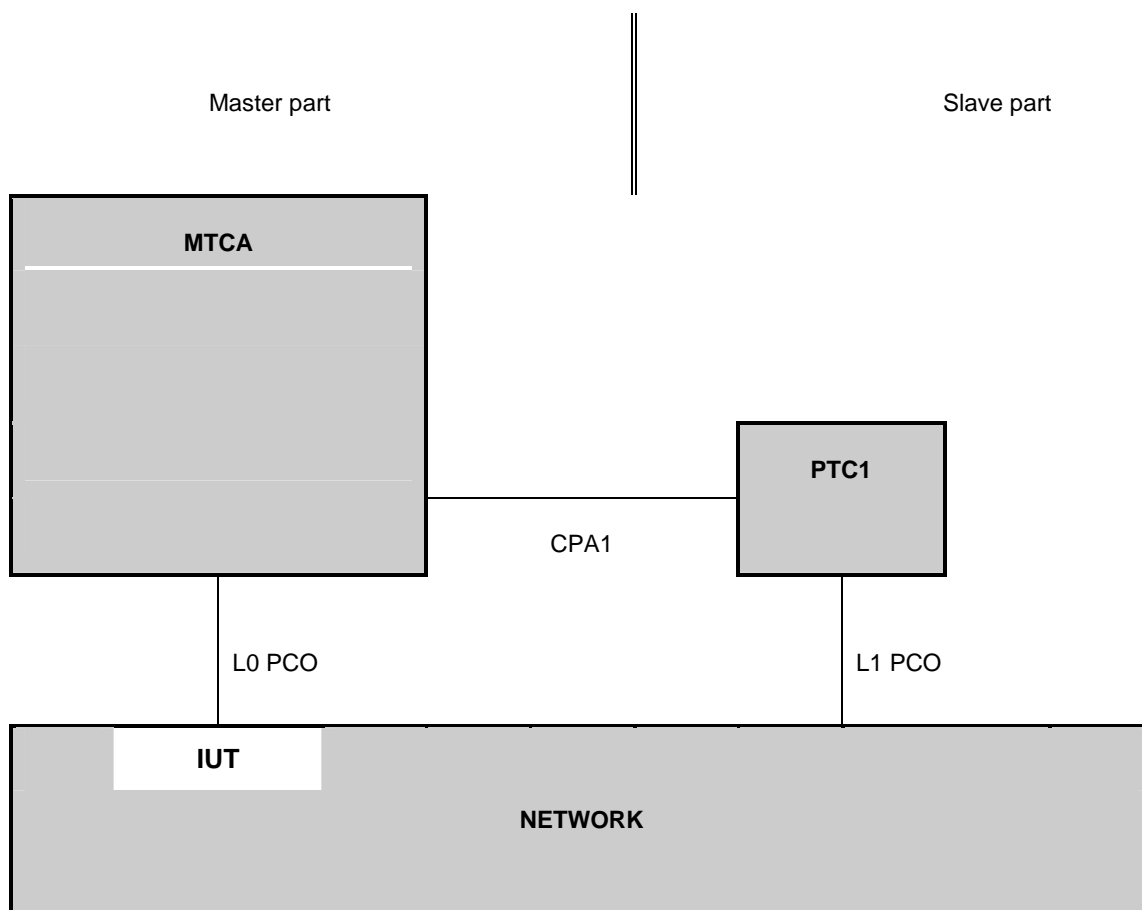 Master part
Slave part
MTCA
PTC1
CPA1
L0 PCO
L1 PCO
IUT
NETWORK